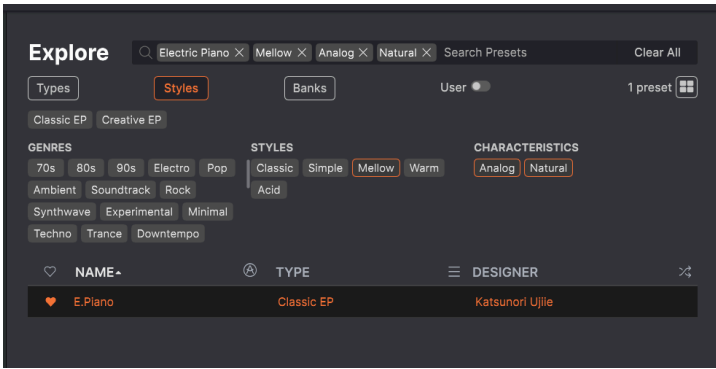 Explore Electric Piano × Mellow × Analog × Natural × Search Presets Clear All
Types Styles Banks User 1 preset
Classic EP Creative EP
GENRES STYLES CHARACTERISTICS
70s 80s 90s Electro Pop Classic Simple Mellow Warm Analog Natural
Ambient Soundtrack Rock Acid
Synthwave Experimental Minimal
Techno Trance Downtempo
NAME TYPE DESIGNER
E.Piano Classic EP Katsunori Ujiie